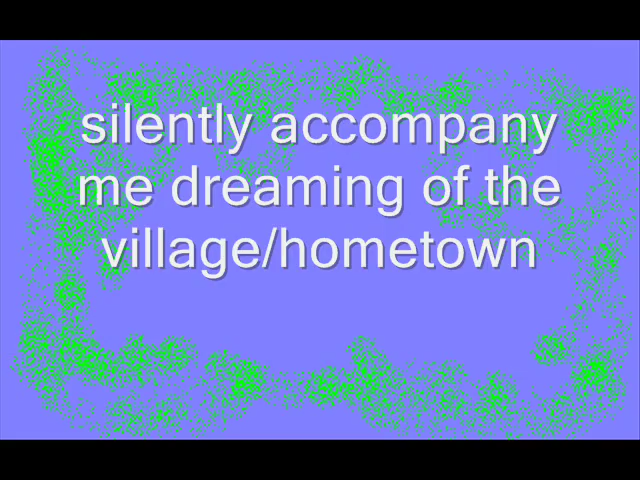 silently accompany
me dreaming of the
village/hometown